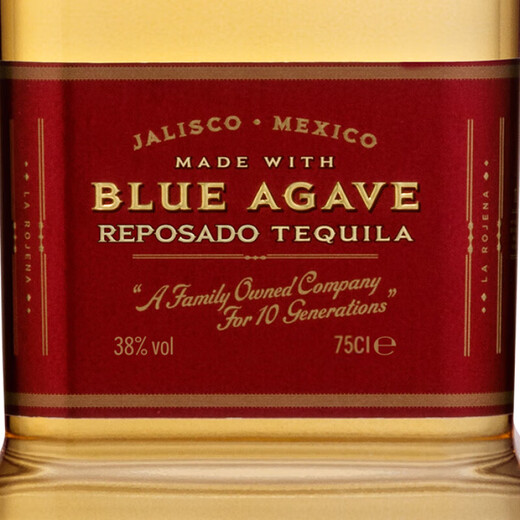 JALISCO • MEXICO
MADE WITH
BLUE AGAVE
REPOSADO TEQUILA
"A Family Owned Company
For 10 Generations"
38% vol
75Cl e
LA ROJENA
LA ROJENA